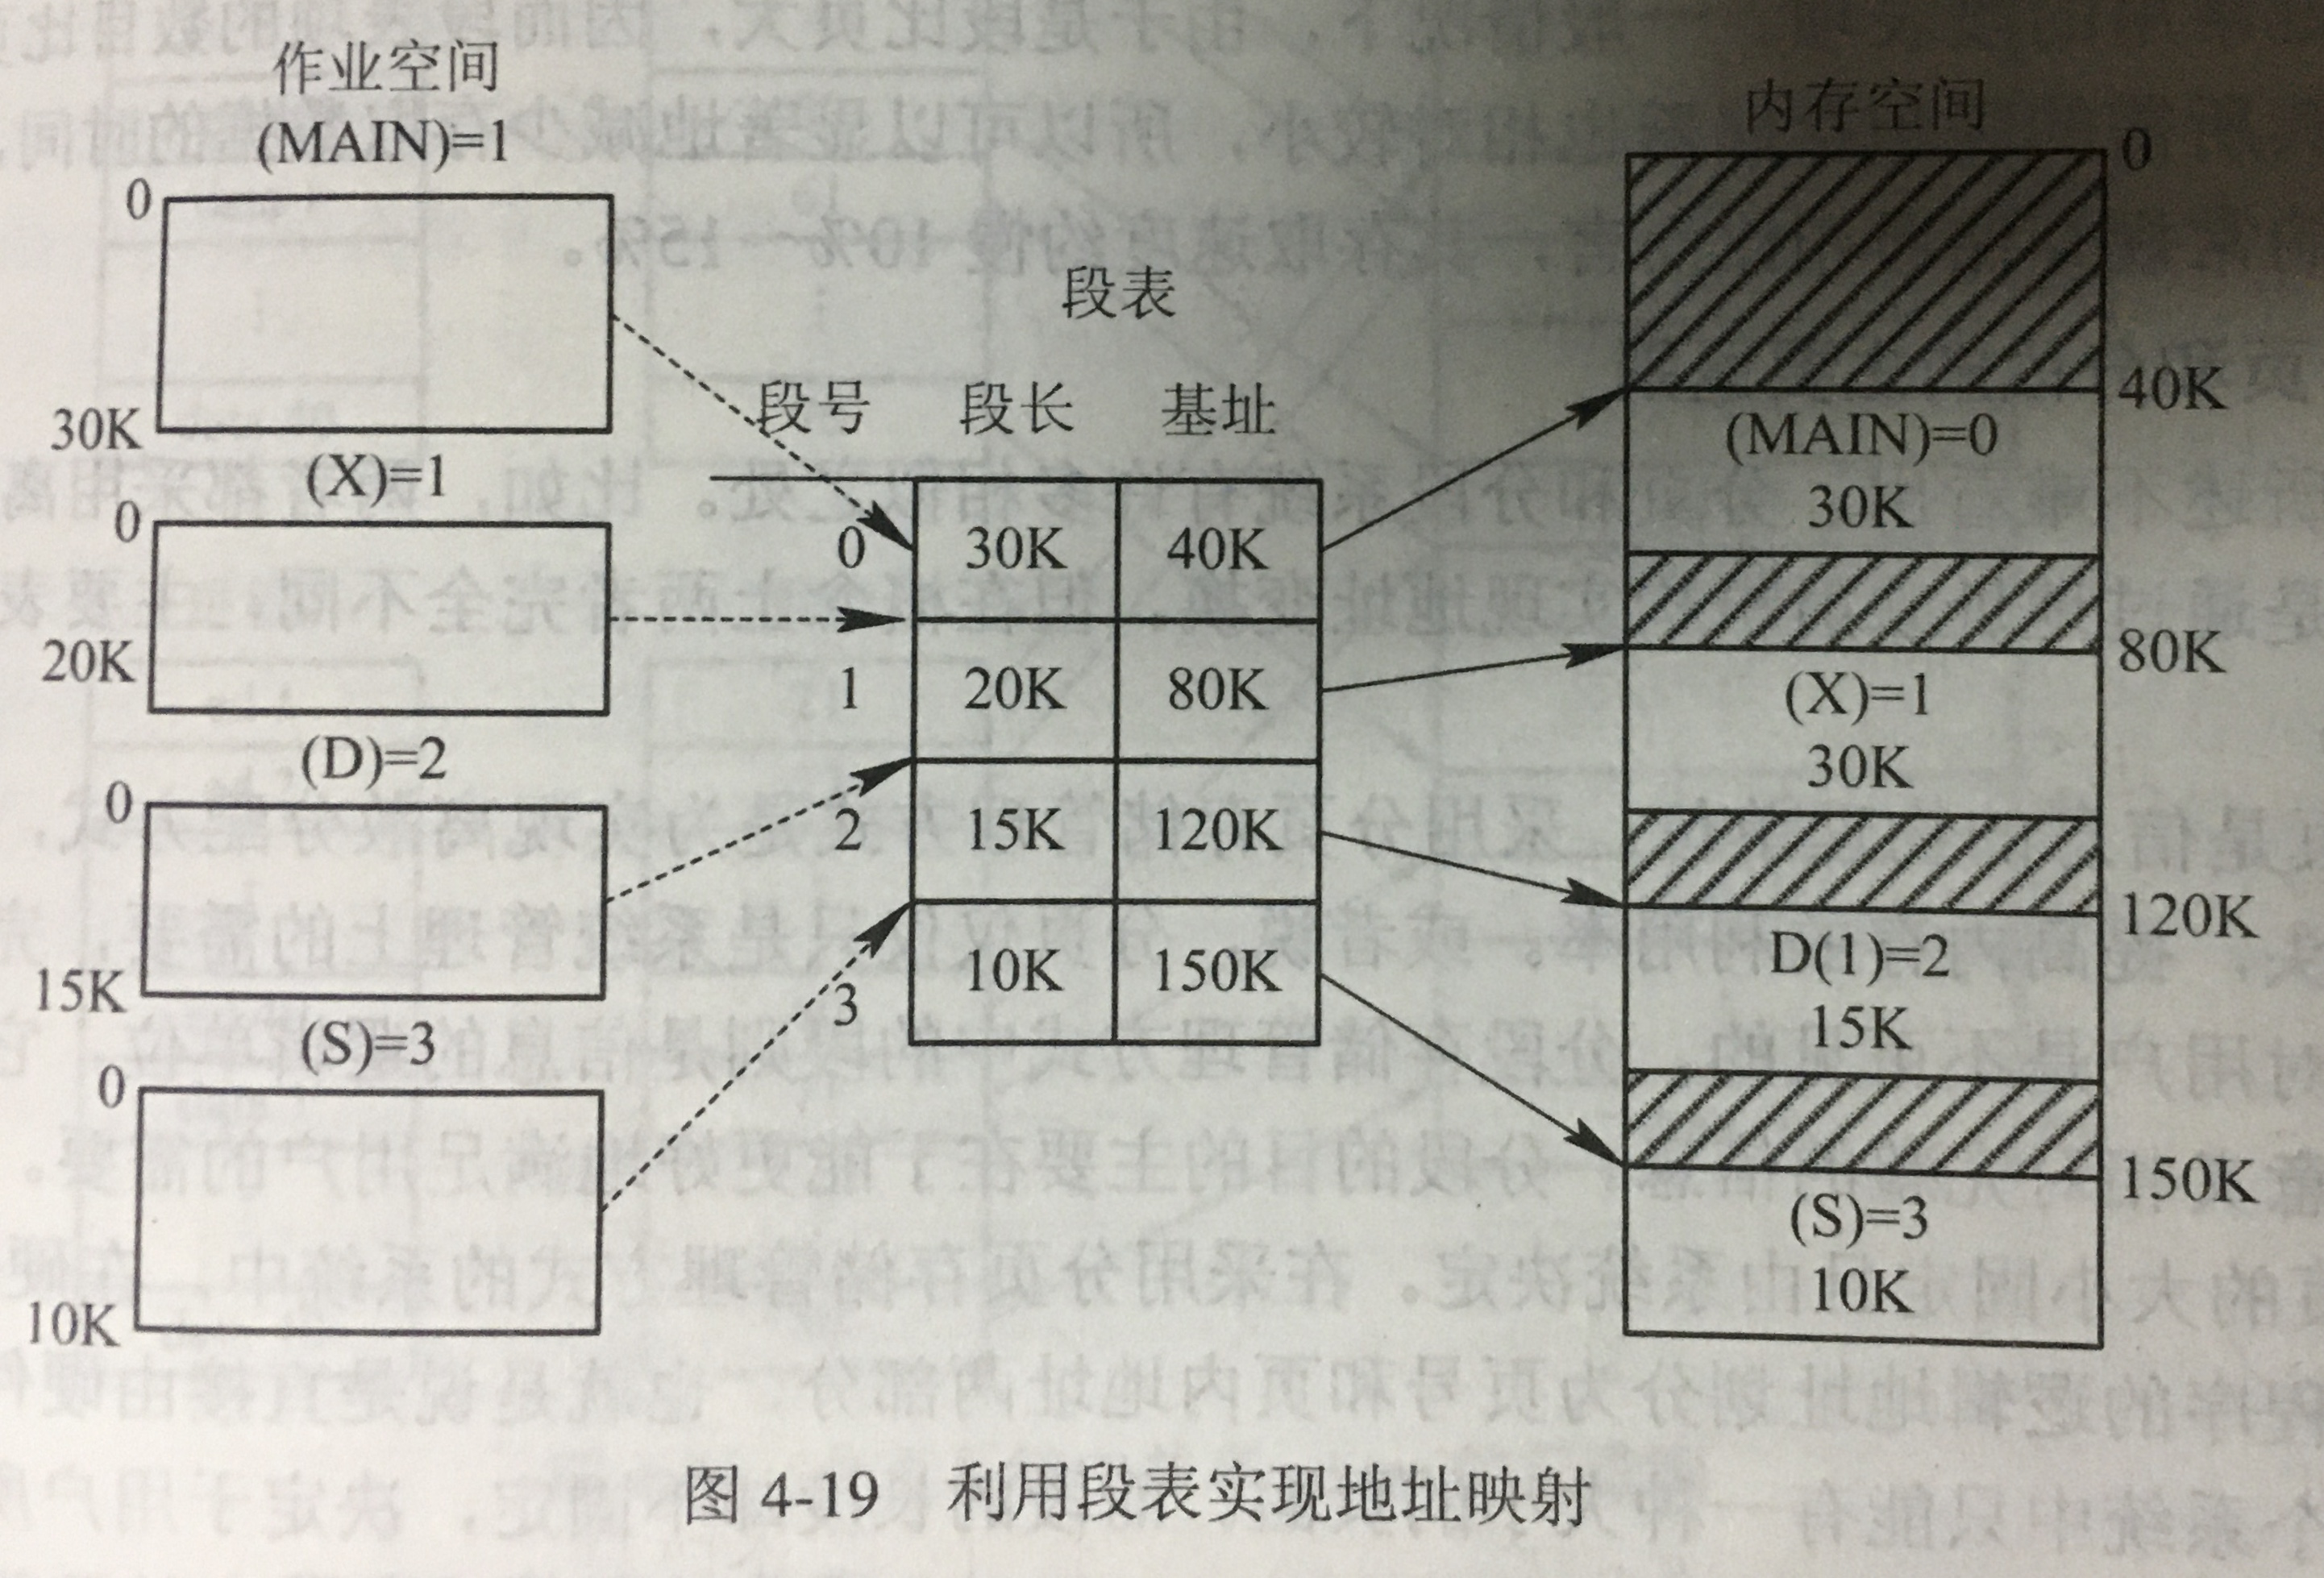 作业空间
(MAIN)=1
0
30K
(X)=1
0
20K
(D)=2
0
15K
(S)=3
0
10K
段表
段号 段长 基址
0 30K 40K
1 20K 80K
2 15K 120K
3 10K 150K
内存空间
0
40K
(MAIN)=0
30K
80K
(X)=1
30K
120K
D(1)=2
15K
150K
(S)=3
10K
图 4-19 利用段表实现地址映射